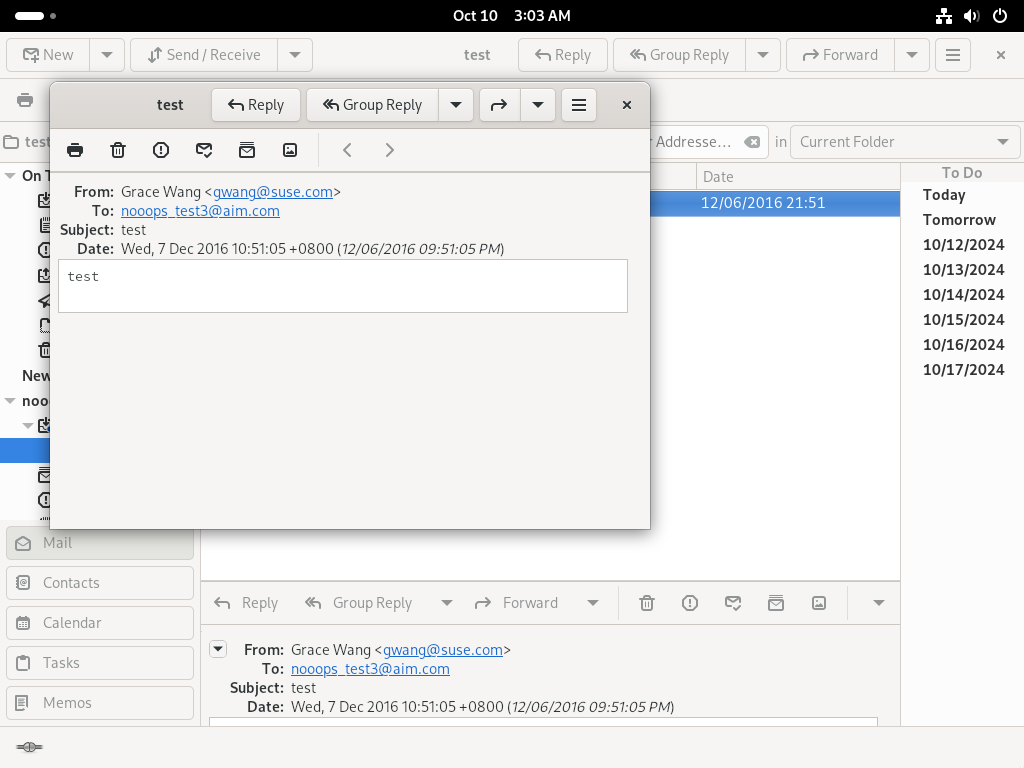 Oct 10 3:03 AM
New Send / Receive test Reply Group Reply Forward
test Reply Group Reply
test r Addresse… in Current Folder
From: Grace Wang <gwang@suse.com>
To: nooops_test3@aim.com
Subject: test
Date: Wed, 7 Dec 2016 10:51:05 +0800 (12/06/2016 09:51:05 PM)
test
On T
New
noo
Date
12/06/2016 21:51
To Do
Today
Tomorrow
10/12/2024
10/13/2024
10/14/2024
10/15/2024
10/16/2024
10/17/2024
Mail
Contacts
Calendar
Tasks
Memos
Reply Group Reply Forward
From: Grace Wang <gwang@suse.com>
To: nooops_test3@aim.com
Subject: test
Date: Wed, 7 Dec 2016 10:51:05 +0800 (12/06/2016 09:51:05 PM)